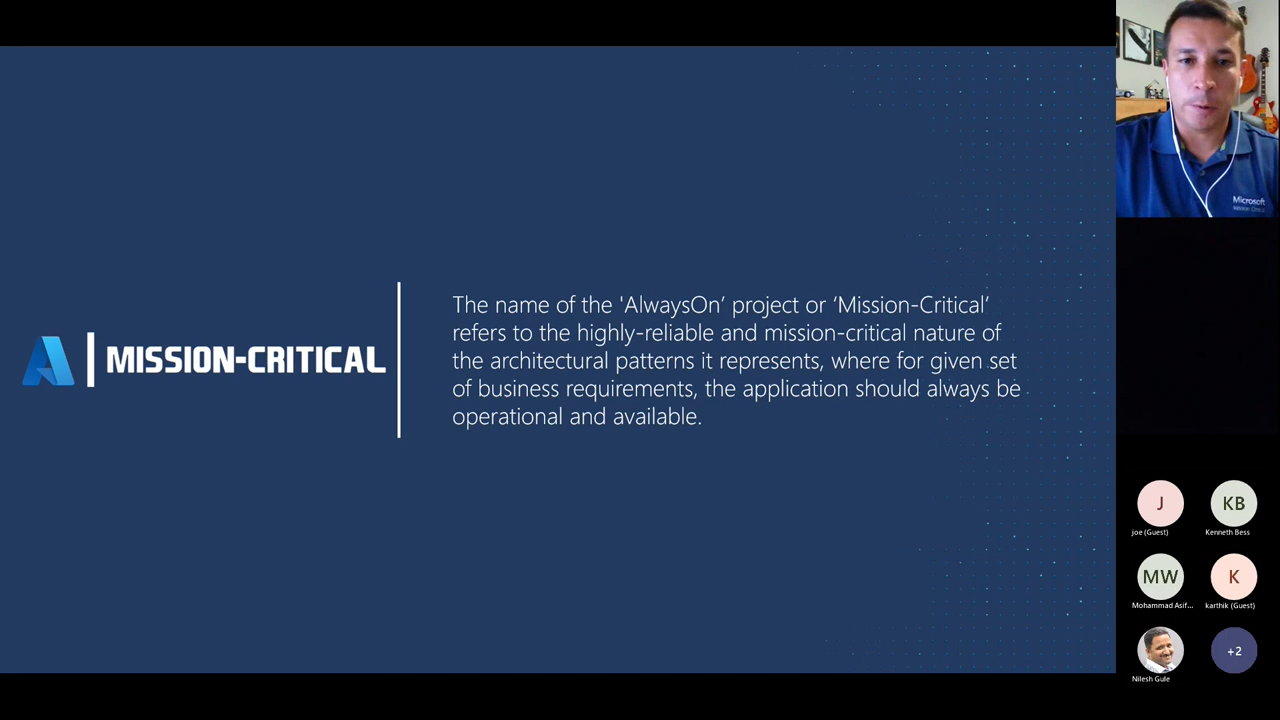 MISSION-CRITICAL
The name of the 'AlwaysOn’ project or ‘Mission-Critical’
refers to the highly-reliable and mission-critical nature of
the architectural patterns it represents, where for given set
of business requirements, the application should always be
operational and available.
Microsoft
J
KB
joe (Guest)
Kenneth Bess
MW
K
Mohammad Asif...
karthik (Guest)
+2
Nilesh Gule